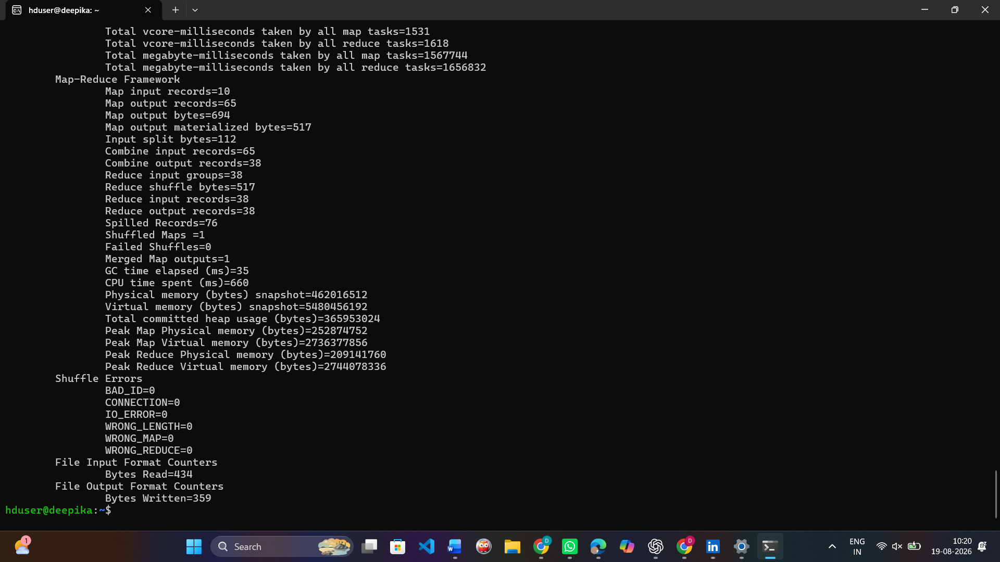 hduser@deepika: ~
Total vcore-milliseconds taken by all map tasks=1531
Total vcore-milliseconds taken by all reduce tasks=1618
Total megabyte-milliseconds taken by all map tasks=1567744
Total megabyte-milliseconds taken by all reduce tasks=1656832
Map-Reduce Framework
Map input records=10
Map output records=65
Map output bytes=694
Map output materialized bytes=517
Input split bytes=112
Combine input records=65
Combine output records=38
Reduce input groups=38
Reduce shuffle bytes=517
Reduce input records=38
Reduce output records=38
Spilled Records=76
Shuffled Maps =1
Failed Shuffles=0
Merged Map outputs=1
GC time elapsed (ms)=35
CPU time spent (ms)=660
Physical memory (bytes) snapshot=462016512
Virtual memory (bytes) snapshot=5480456192
Total committed heap usage (bytes)=365953024
Peak Map Physical memory (bytes)=252874752
Peak Map Virtual memory (bytes)=2736377856
Peak Reduce Physical memory (bytes)=209141760
Peak Reduce Virtual memory (bytes)=2744078336
Shuffle Errors
BAD_ID=0
CONNECTION=0
IO_ERROR=0
WRONG_LENGTH=0
WRONG_MAP=0
WRONG_REDUCE=0
File Input Format Counters
Bytes Read=434
File Output Format Counters
Bytes Written=359
hduser@deepika:~$
1
Search
W
D
D
in
ENG
IN
10:20
19-08-2026